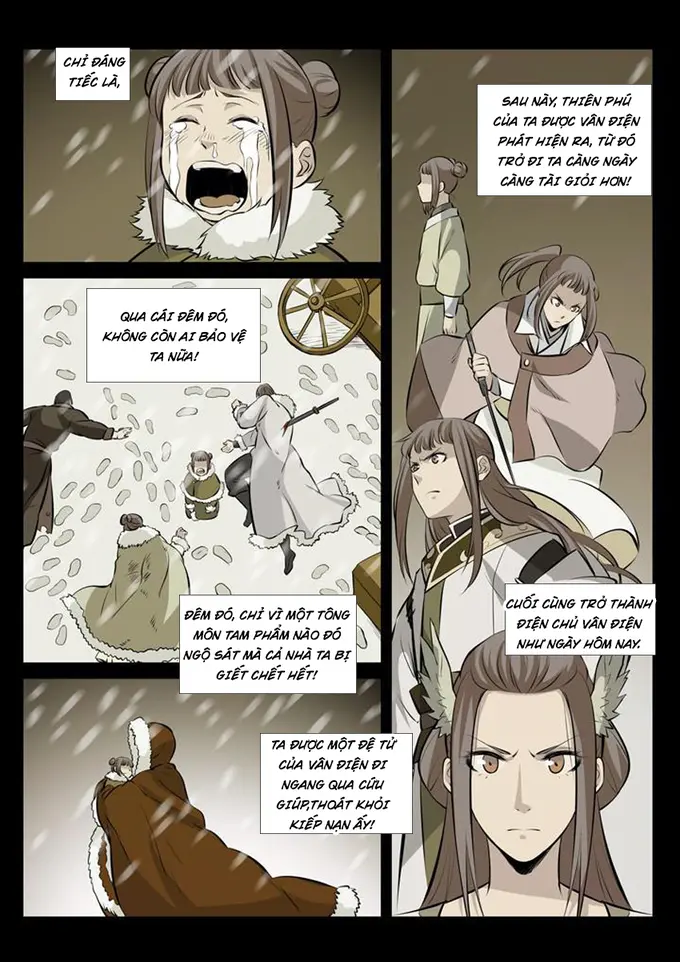 CHỈ ĐÁNG
TIẾC LÀ,
QUA CÁI ĐÊM ĐÓ,
KHÔNG CÒN AI BẢO VỆ
TA NỮA!
ĐÊM ĐÓ, CHỈ VÌ MỘT TÔNG
MÔN TAM PHẨM NÀO ĐÓ
NGỘ SÁT MÀ CẢ NHÀ TA BỊ
GIẾT CHẾT HẾT!
TA ĐƯỢC MỘT ĐỆ TỬ
CỦA VÂN ĐIỆN ĐI
NGANG QUA CỨU
GIÚP,THOÁT KHỎI
KIẾP NẠN ẤY!
SAU NÀY, THIÊN PHÚ
CỦA TA ĐƯỢC VÂN ĐIỆN
PHÁT HIỆN RA, TỪ ĐÓ
TRỞ ĐI TA CÀNG NGÀY
CÀNG TÀI GIỎI HƠN!
CUỐI CÙNG TRỞ THÀNH
ĐIỆN CHỦ VÂN ĐIỆN
NHƯ NGÀY HÔM NAY.